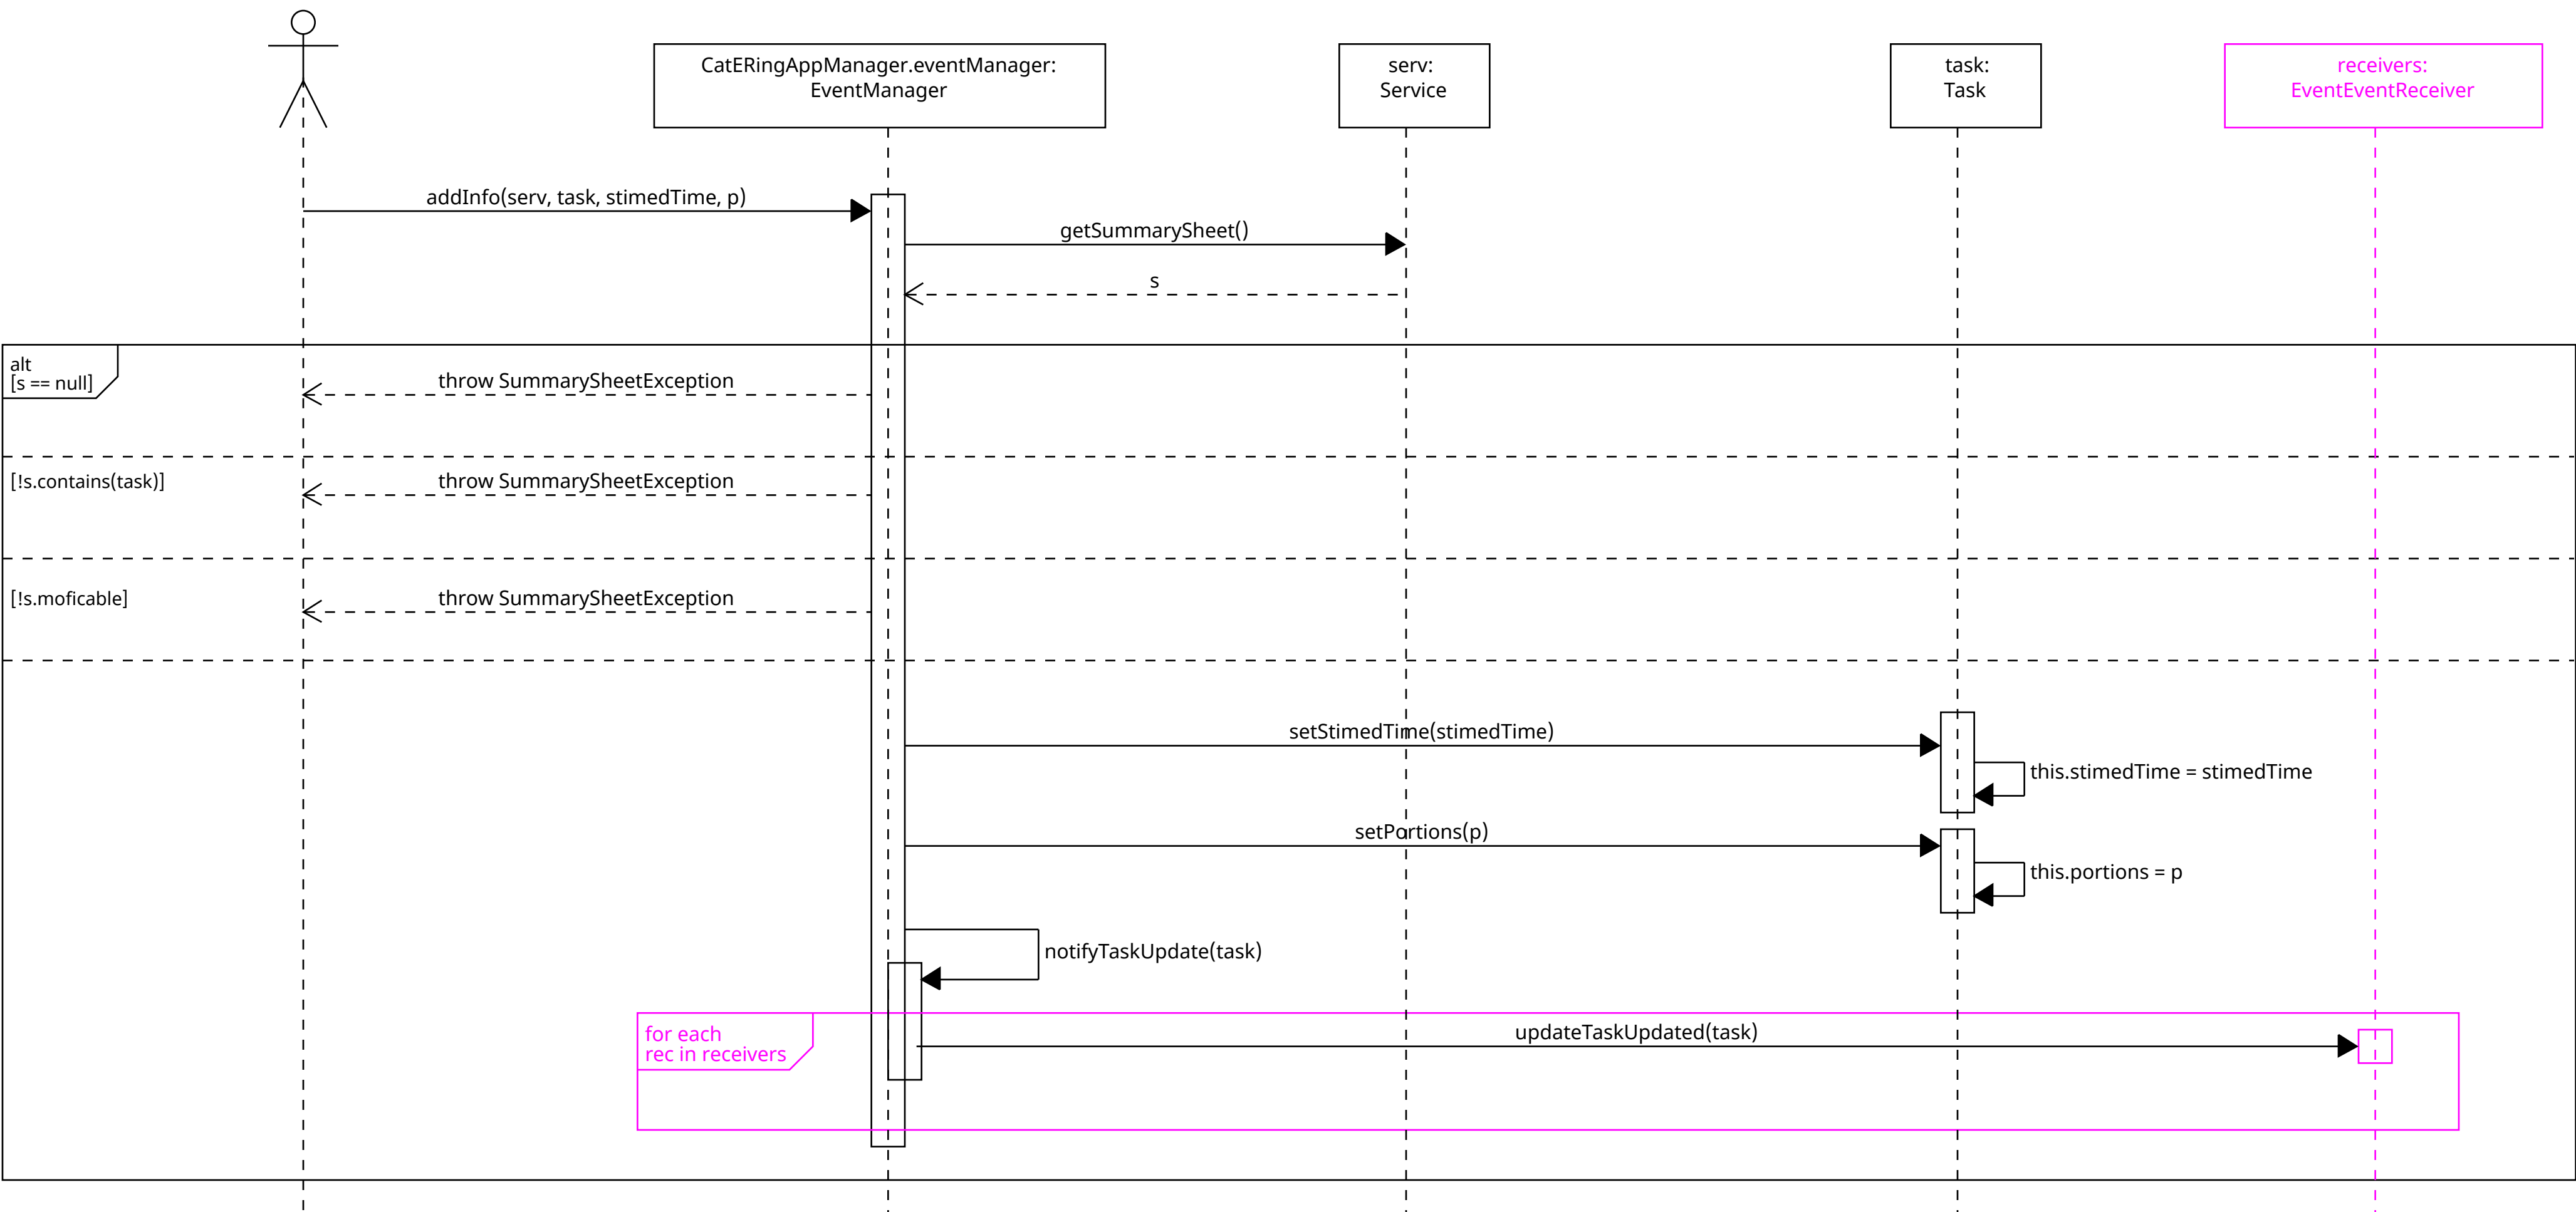 CatERingAppManager.eventManager:
EventManager
serv:
Service
task:
Task
receivers:
EventEventReceiver
addInfo(serv, task, stimedTime, p)
getSummarySheet()
s
alt
[s == null]
throw SummarySheetException
[!s.contains(task)]
throw SummarySheetException
[!s.moficable]
throw SummarySheetException
setStimedTime(stimedTime)
this.stimedTime = stimedTime
setPortions(p)
this.portions = p
notifyTaskUpdate(task)
for each
rec in receivers
updateTaskUpdated(task)